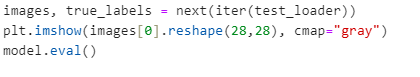 images, true_labels = next(iter(test_loader))
plt.imshow(images[0].reshape(28,28), cmap="gray")
model.eval()